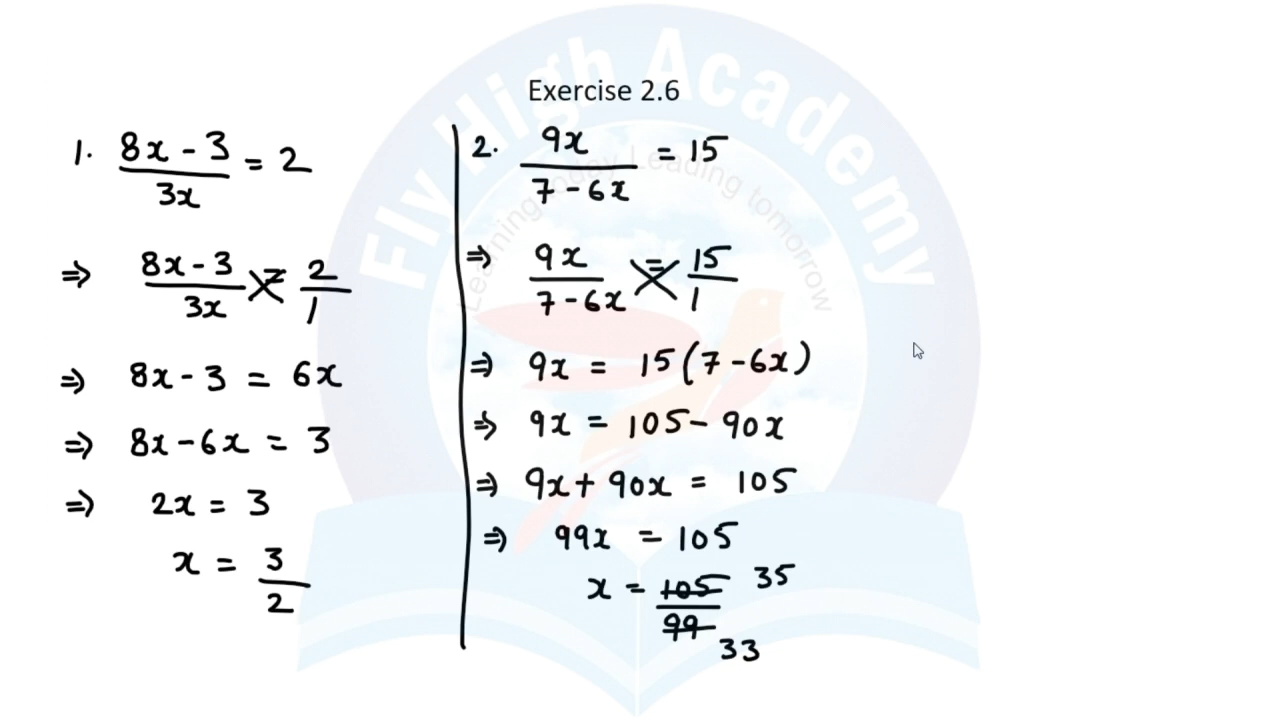 Fly High Academy
Learning today Leading tomorrow
Exercise 2.6
1. (8x - 3)/(3x) = 2
⇒ (8x - 3)/(3x) = 2/1
⇒ 8x - 3 = 6x
⇒ 8x - 6x = 3
⇒ 2x = 3
x = 3/2
2. 9x/(7 - 6x) = 15
⇒ 9x/(7 - 6x) = 15/1
⇒ 9x = 15(7 - 6x)
⇒ 9x = 105 - 90x
⇒ 9x + 90x = 105
⇒ 99x = 105
x = 105/99 35
33